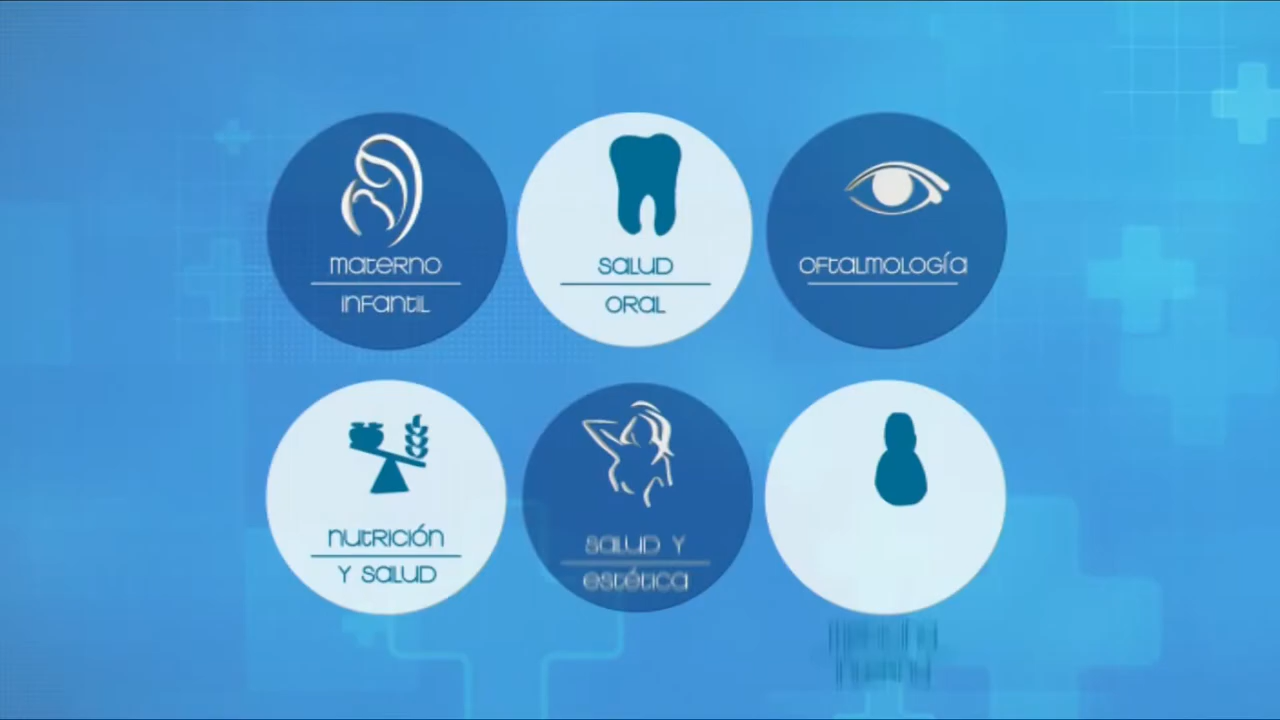 materno
infantil
salud
oral
oftalmología
nutrición
y salud
salud y
estética